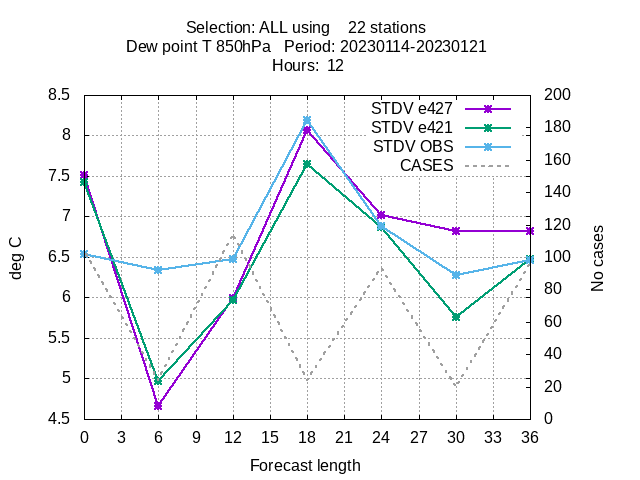 Selection: ALL using 22 stations
Dew point T 850hPa Period: 20230114-20230121
Hours: 12
STDV e427
STDV e421
STDV OBS
CASES
8.5
8
7.5
7
6.5
6
5.5
5
4.5
200
180
160
140
120
100
80
60
40
20
0
deg C
No cases
0 3 6 9 12 15 18 21 24 27 30 33 36
Forecast length